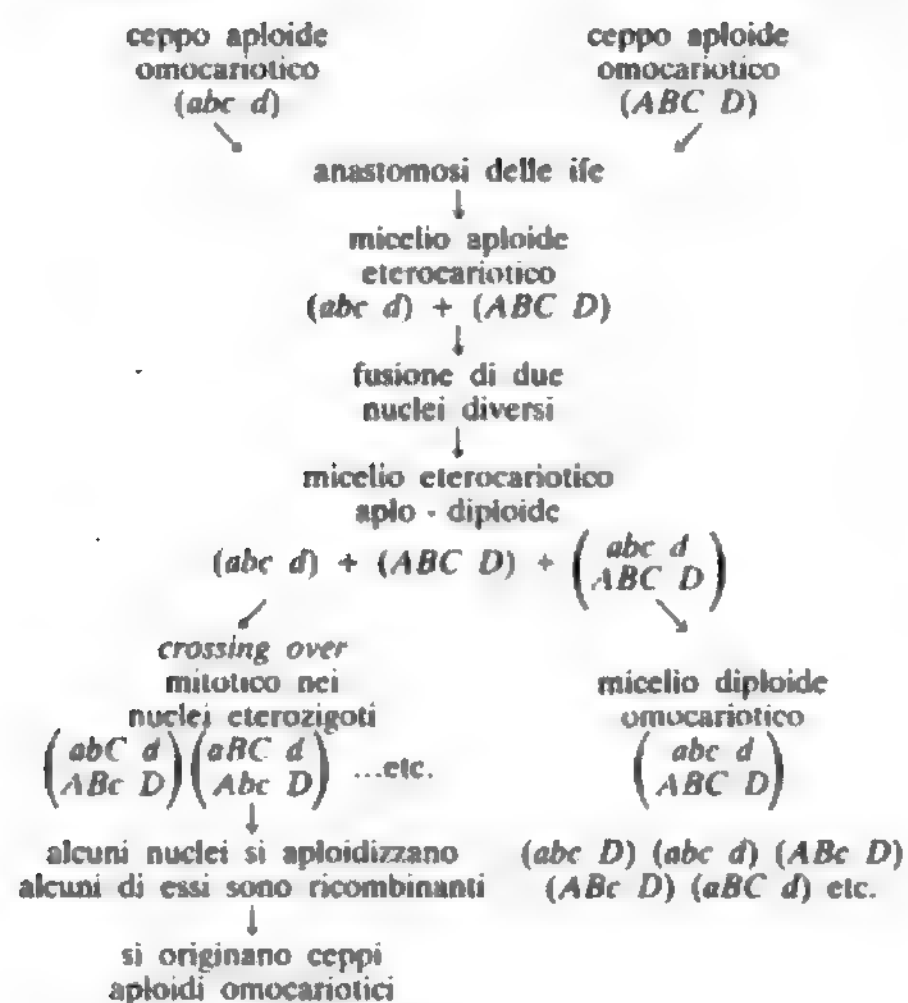 ceppo aploide
omocariotico
(abc d)
ceppo aploide
omocariotico
(ABC D)
anastomosi delle ife
micelio aploide
eterocariotico
(abc d) + (ABC D)
fusione di due
nuclei diversi
micelio eterocariotico
aplo - diploide
(abc d) + (ABC D) + (abc d
ABC D)
crossing over
mitotico nei
nuclei eterozigoti
(abC d
ABc D) (aBC d
Abc D) ...etc.
alcuni nuclei si aploidizzano
alcuni di essi sono ricombinanti
si originano ceppi
aploidi omocariotici
micelio diploide
omocariotico
(abc d
ABC D)
(abc D) (abc d) (ABc D)
(ABc D) (aBC d) etc.